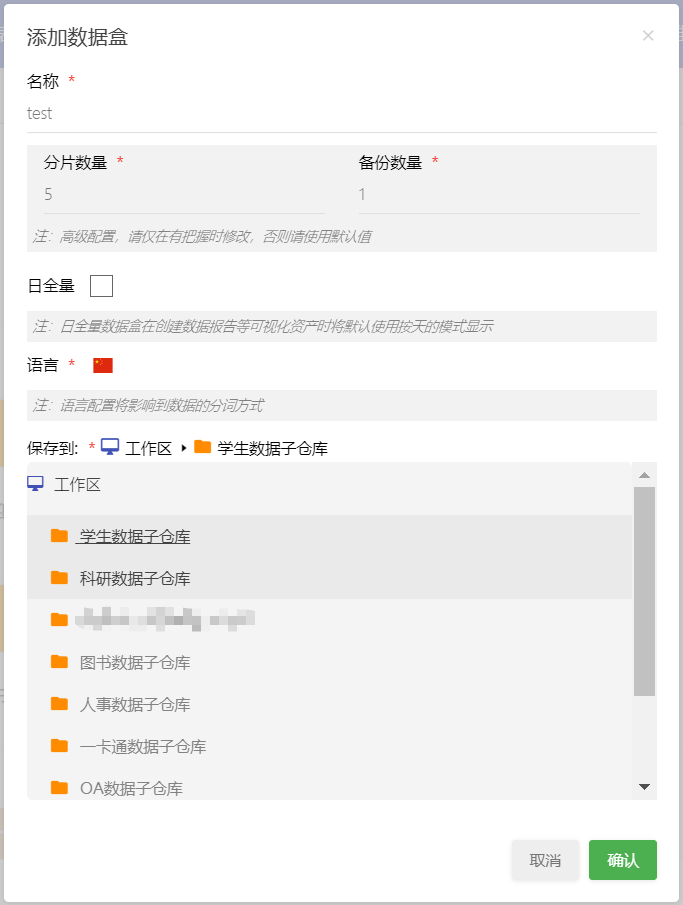 添加数据盒 ×
名称 *
test
分片数量 * 备份数量 *
5 1
注：高级配置，请仅在有把握时修改，否则请使用默认值
日全量
注：日全量数据盒在创建数据报告等可视化资产时将默认使用按天的模式显示
语言 *
注：语言配置将影响到数据的分词方式
保存到: * 工作区 学生数据子仓库
工作区
学生数据子仓库
科研数据子仓库
图书数据子仓库
人事数据子仓库
一卡通数据子仓库
OA数据子仓库
取消 确认